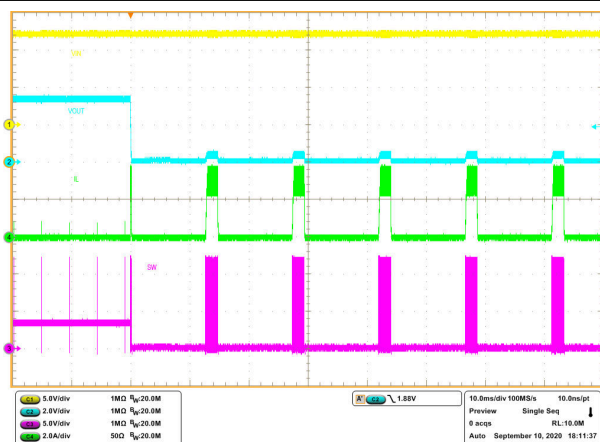 VIN
VOUT
1
2
IL
4
SW
3
C1 5.0V/div 1MΩ BW:20.0M
C2 2.0V/div 1MΩ BW:20.0M
C3 5.0V/div 1MΩ BW:20.0M
C4 2.0A/div 50Ω BW:20.0M
A' C2 1.88V
10.0ms/div 100MS/s 10.0ns/pt
Preview Single Seq
0 acqs RL:10.0M
Auto September 10, 2020 18:11:37